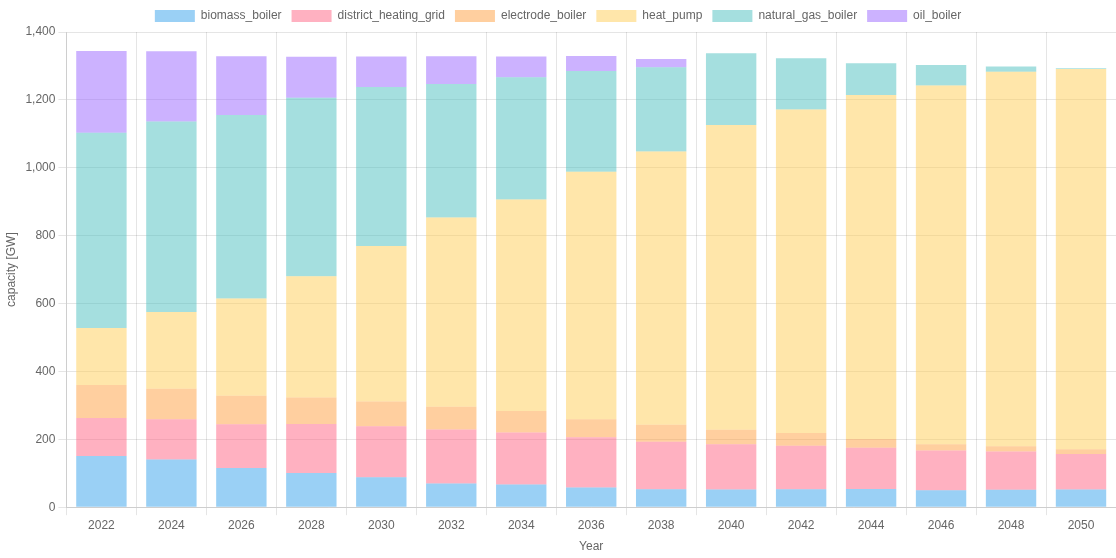 biomass_boiler district_heating_grid electrode_boiler heat_pump natural_gas_boiler oil_boiler
1,400
1,200
1,000
800
600
400
200
0
capacity [GW]
2022 2024 2026 2028 2030 2032 2034 2036 2038 2040 2042 2044 2046 2048 2050
Year